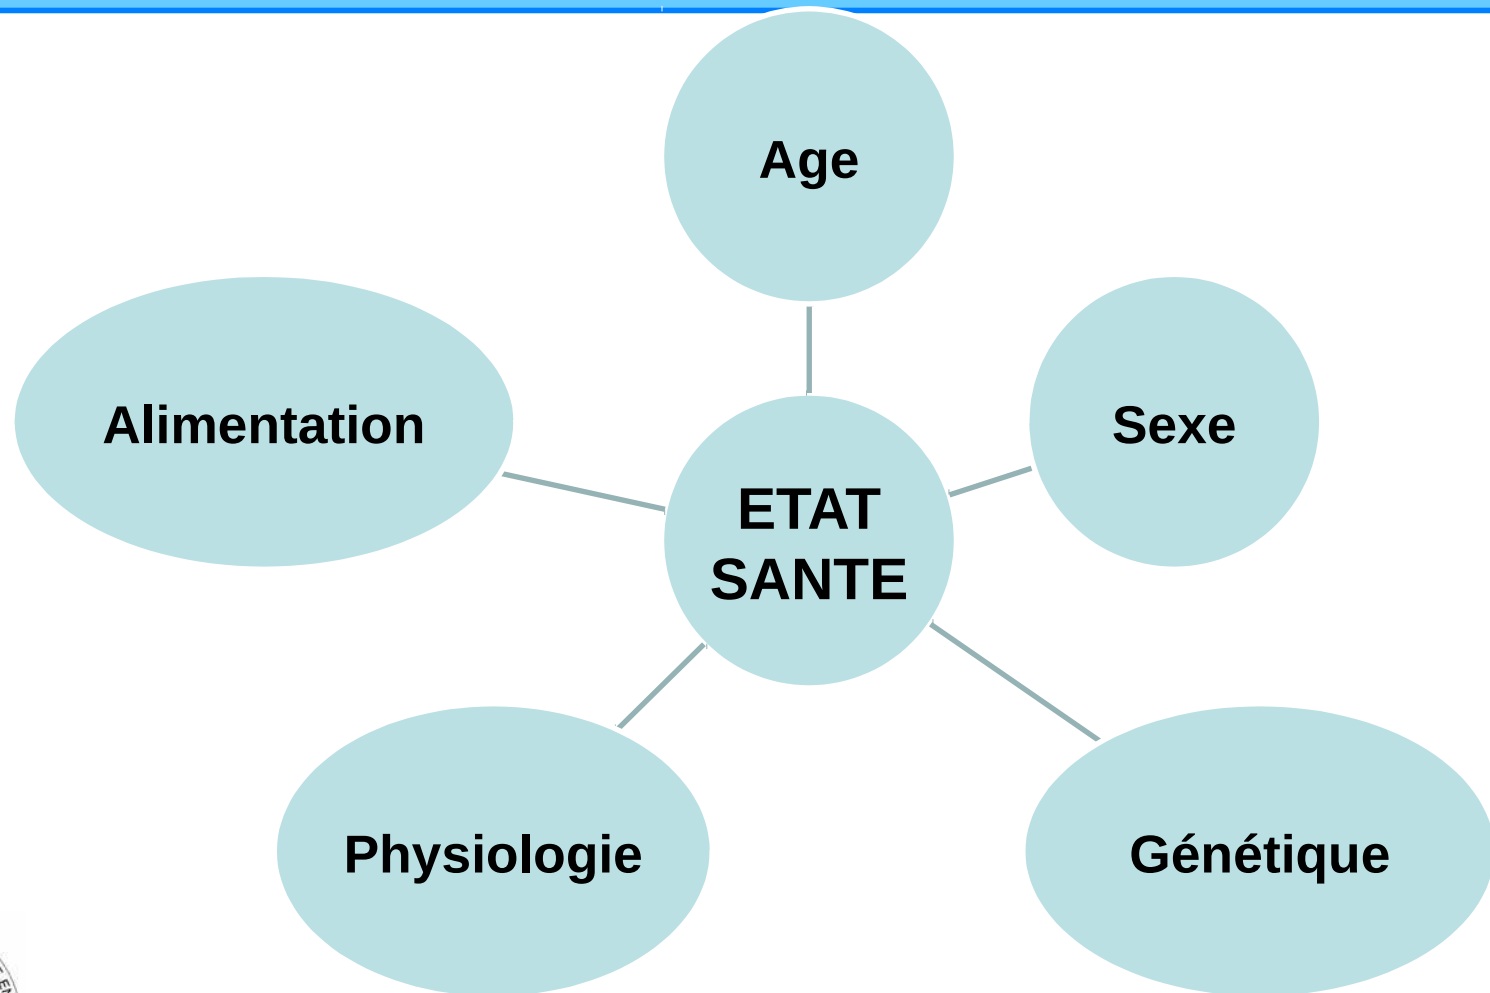 Age
Alimentation
Sexe
ETAT
SANTE
Physiologie
Génétique